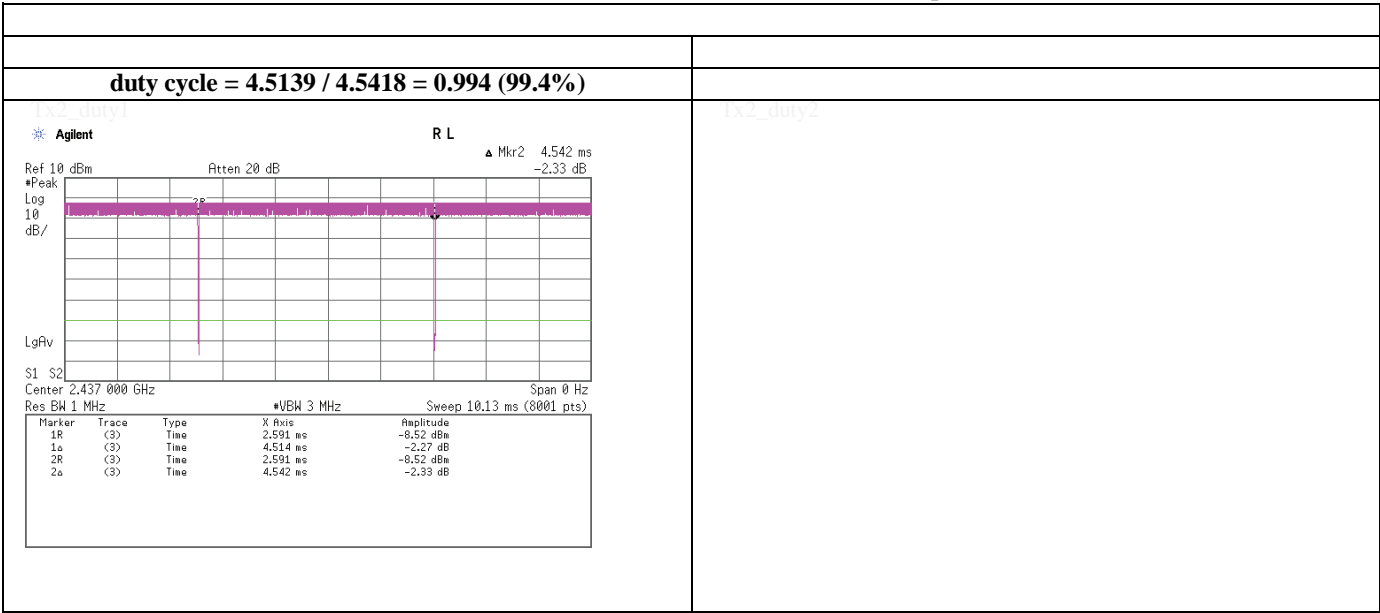 duty cycle = 4.5139 / 4.5418 = 0.994 (99.4%)
Tx2_duty1
Tx2_duty2
Agilent
R L
Δ Mkr2 4.542 ms
Ref 10 dBm Atten 20 dB -2.33 dB
#Peak
Log
10
dB/
2R
LgAv
S1 S2
Center 2.437 000 GHz Span 0 Hz
Res BW 1 MHz #VBW 3 MHz Sweep 10.13 ms (8001 pts)
Marker Trace Type X Axis Amplitude
1R (3) Time 2.591 ms -8.52 dBm
1Δ (3) Time 4.514 ms -2.27 dB
2R (3) Time 2.591 ms -8.52 dBm
2Δ (3) Time 4.542 ms -2.33 dB